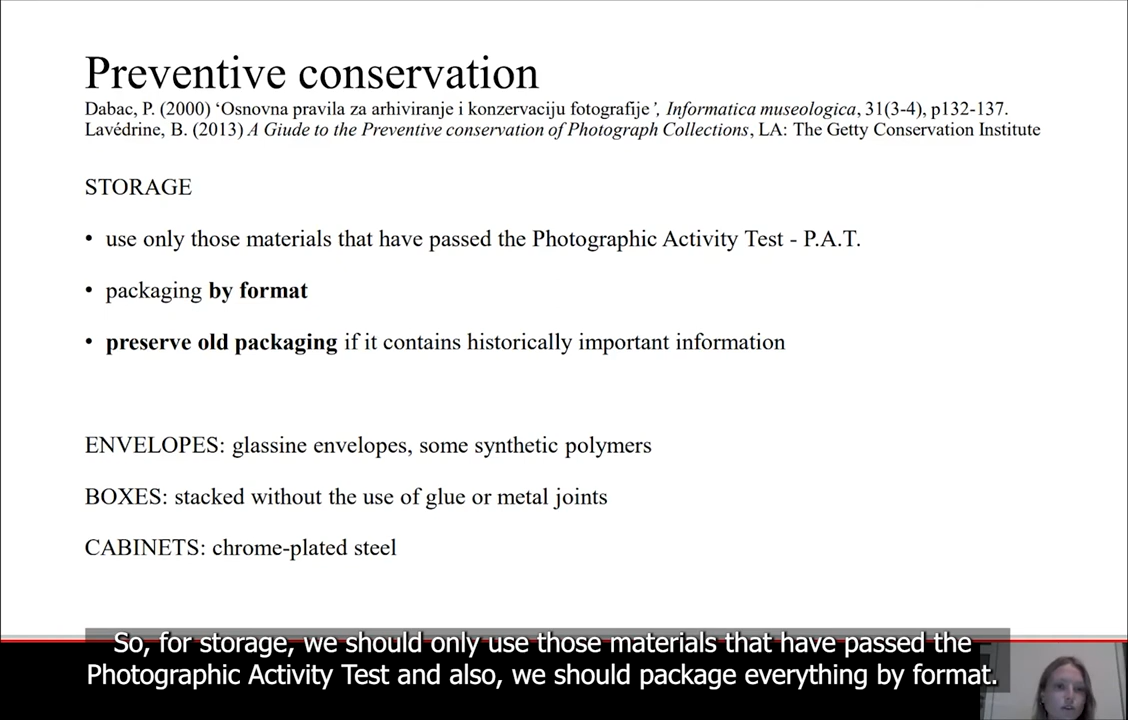 Preventive conservation
Dabac, P. (2000) ‘Osnovna pravila za arhiviranje i konzervaciju fotografije’, Informatica museologica, 31(3-4), p132-137.
Lavédrine, B. (2013) A Giude to the Preventive conservation of Photograph Collections, LA: The Getty Conservation Institute
STORAGE
• use only those materials that have passed the Photographic Activity Test - P.A.T.
• packaging by format
• preserve old packaging if it contains historically important information
ENVELOPES: glassine envelopes, some synthetic polymers
BOXES: stacked without the use of glue or metal joints
CABINETS: chrome-plated steel
So, for storage, we should only use those materials that have passed the
Photographic Activity Test and also, we should package everything by format.